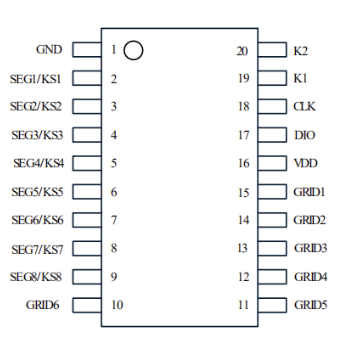 GND 1 20 K2
SEG1/KS1 2 19 K1
SEG2/KS2 3 18 CLK
SEG3/KS3 4 17 DIO
SEG4/KS4 5 16 VDD
SEG5/KS5 6 15 GRID1
SEG6/KS6 7 14 GRID2
SEG7/KS7 8 13 GRID3
SEG8/KS8 9 12 GRID4
GRID6 10 11 GRID5